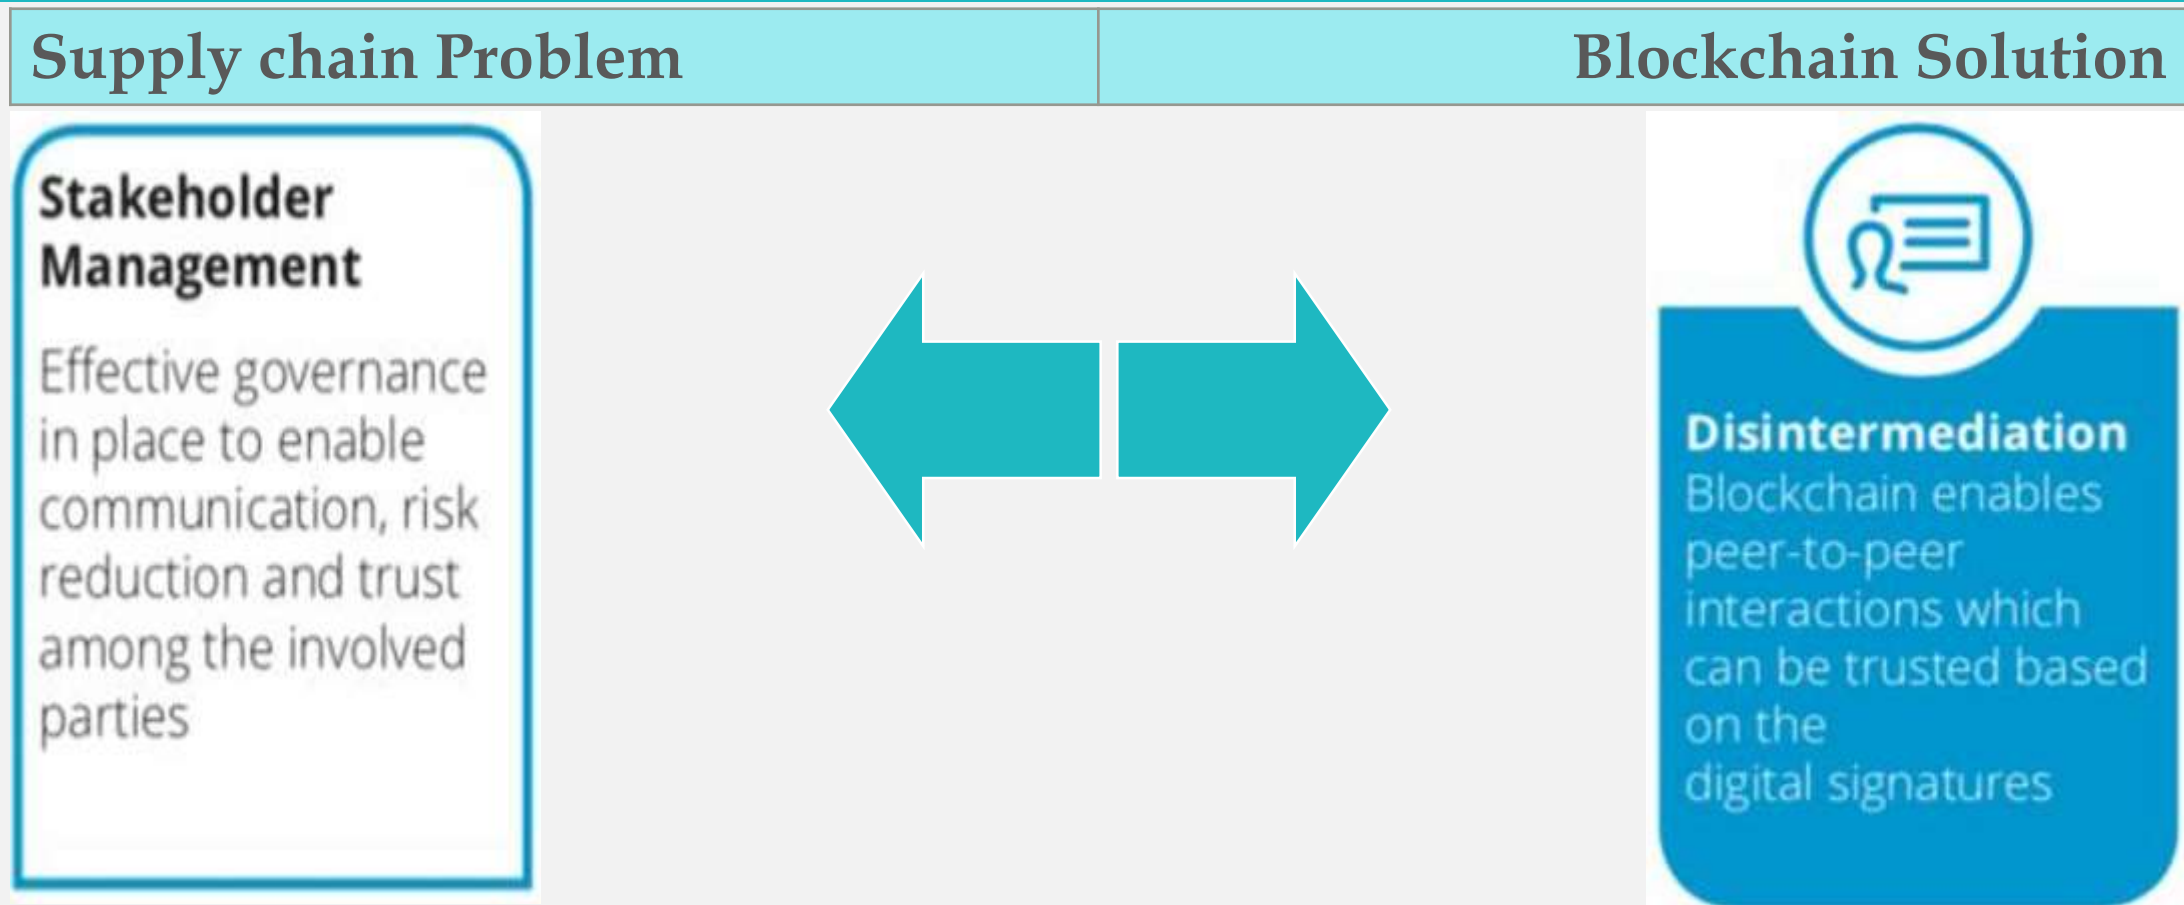 Supply chain Problem
Blockchain Solution
Stakeholder
Management
Effective governance
in place to enable
communication, risk
reduction and trust
among the involved
parties
Disintermediation
Blockchain enables
peer-to-peer
interactions which
can be trusted based
on the
digital signatures